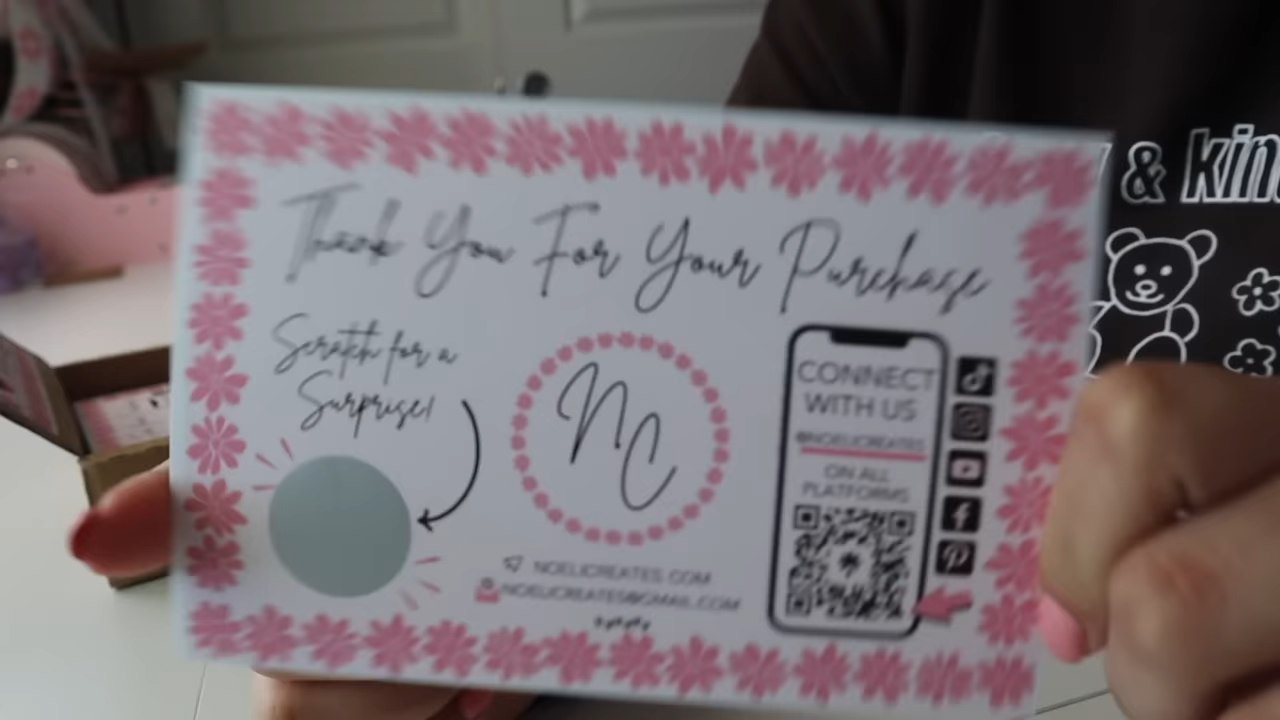 Thank You For Your Purchase
Scratch for a
Surprise!
NC
CONNECT
WITH US
@NOELICREATES
ON ALL
PLATFORMS
NOELICREATES.COM
NOELICREATES@GMAIL.COM
& kin